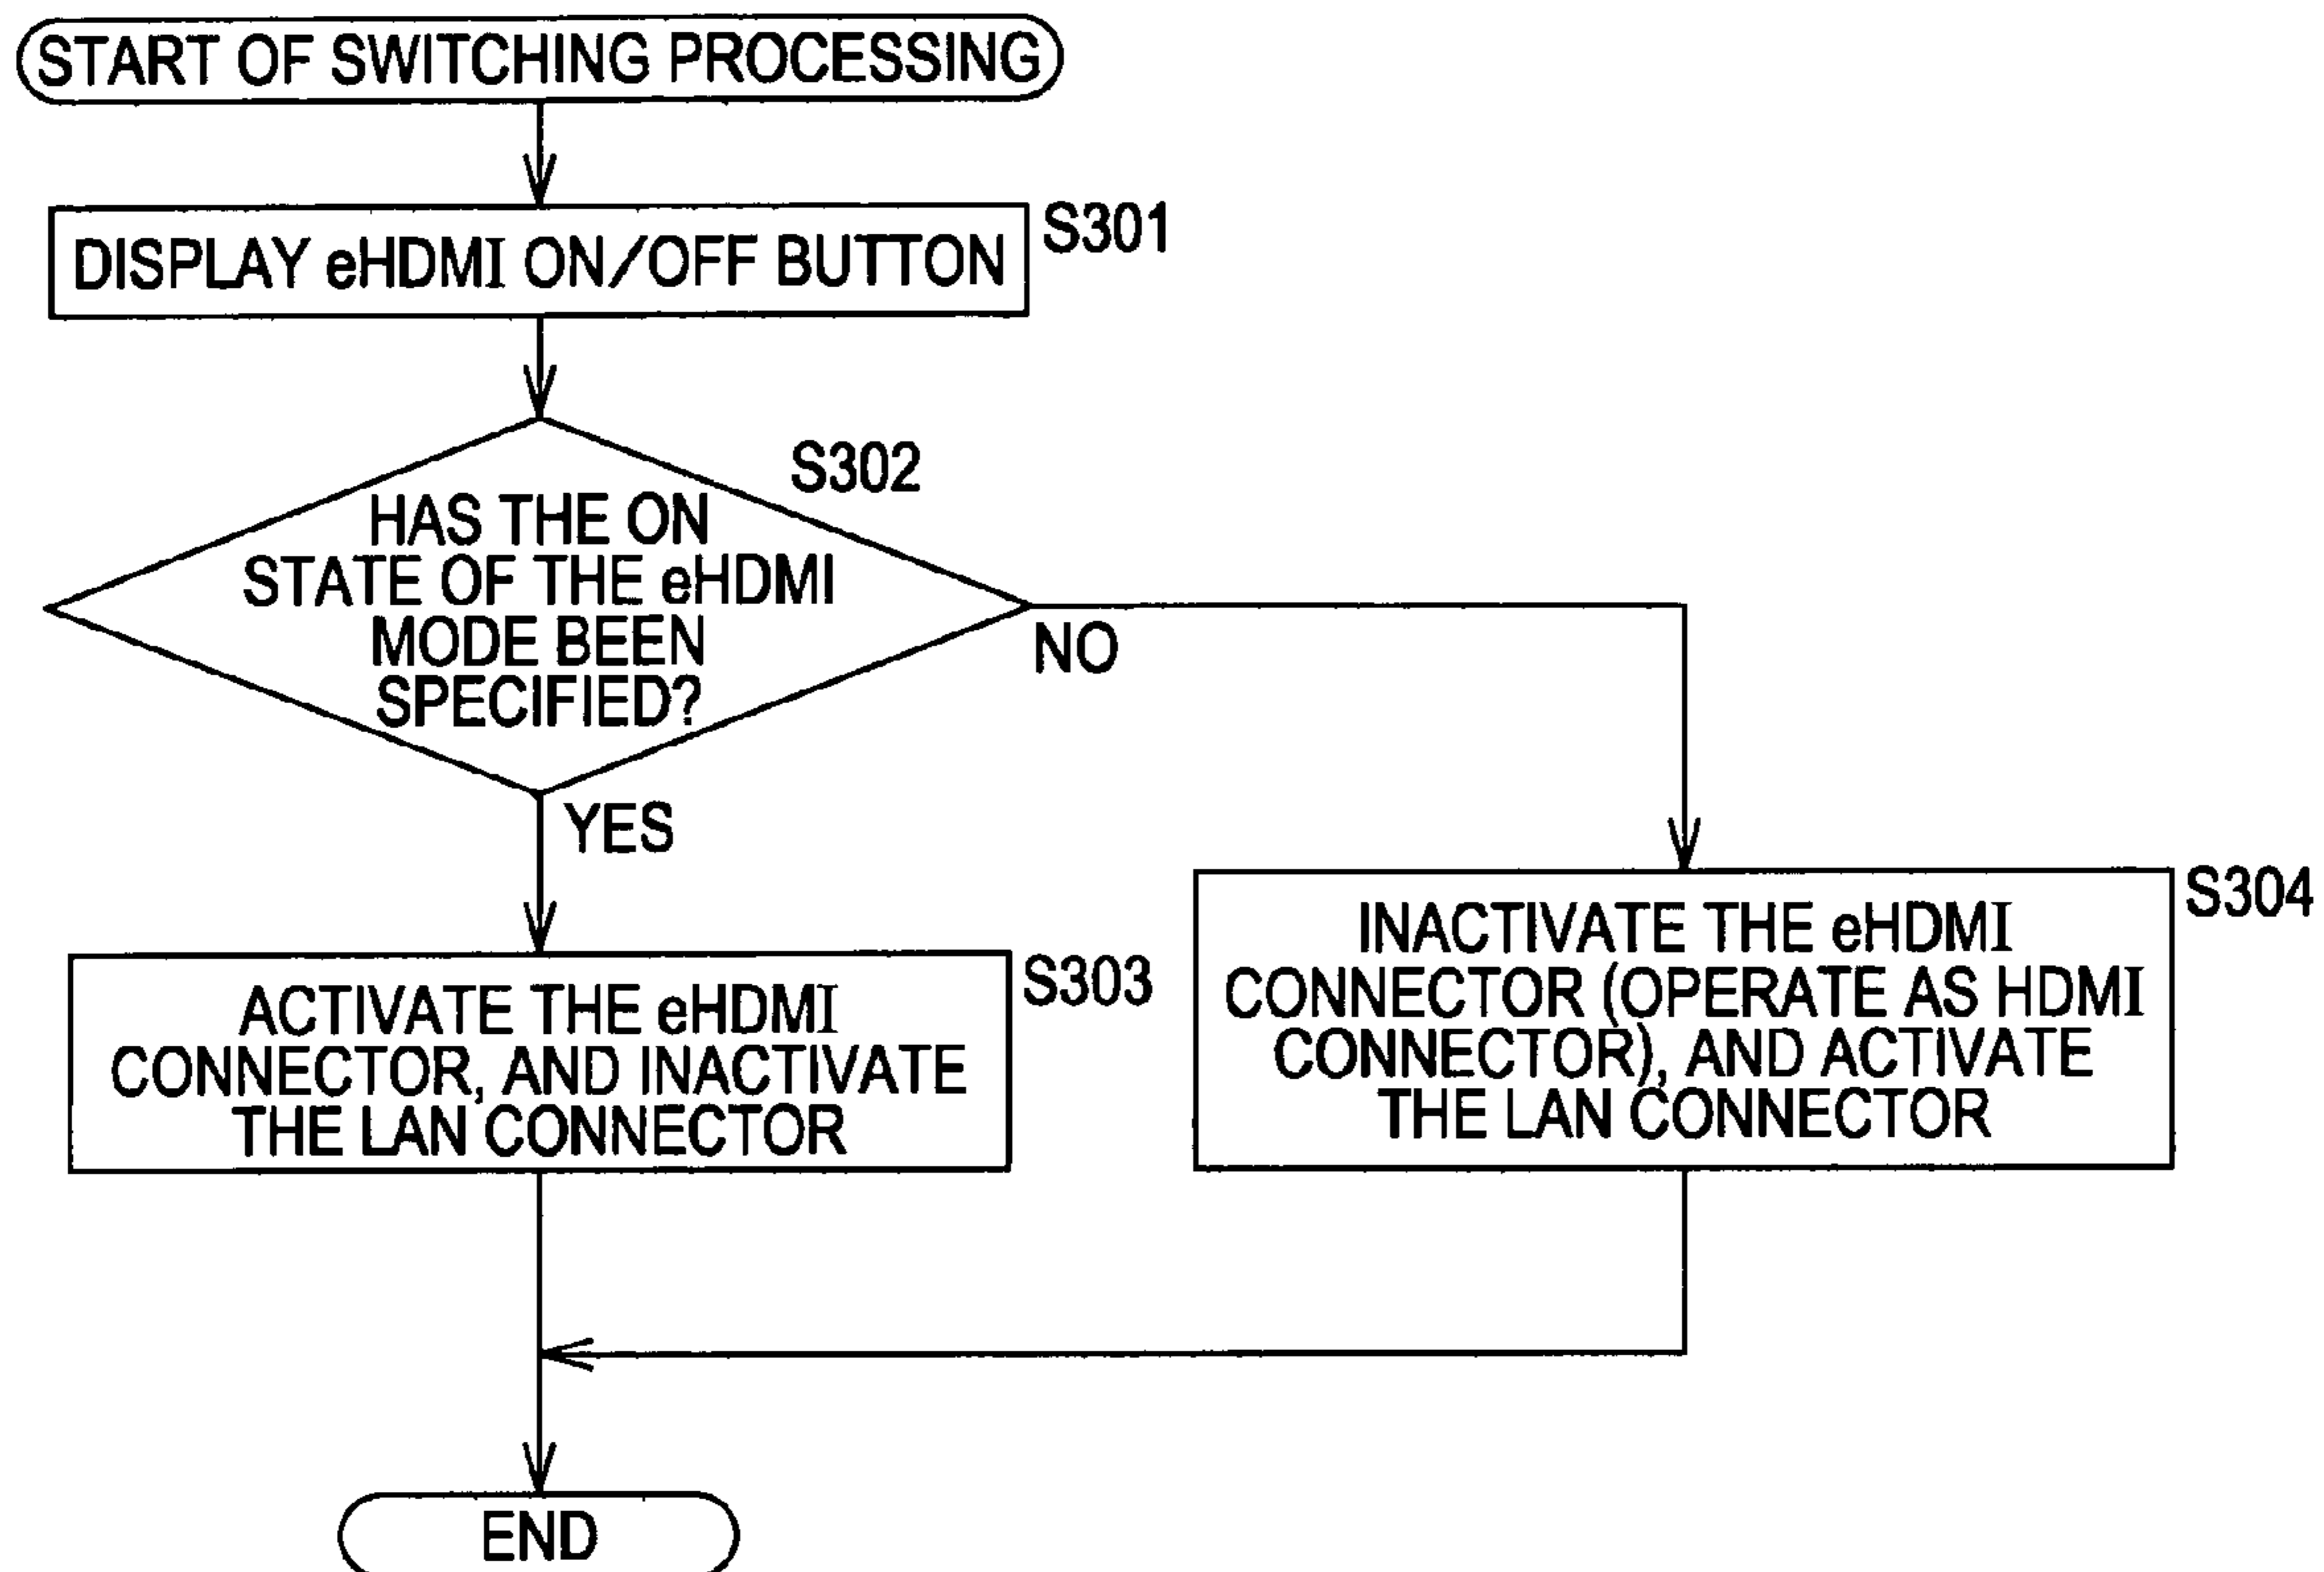 START OF SWITCHING PROCESSING
DISPLAY eHDMI ON/OFF BUTTON
S301
S302
HAS THE ON
STATE OF THE eHDMI
MODE BEEN
SPECIFIED?
NO
YES
S303
ACTIVATE THE eHDMI
CONNECTOR, AND INACTIVATE
THE LAN CONNECTOR
S304
INACTIVATE THE eHDMI
CONNECTOR (OPERATE AS HDMI
CONNECTOR), AND ACTIVATE
THE LAN CONNECTOR
END